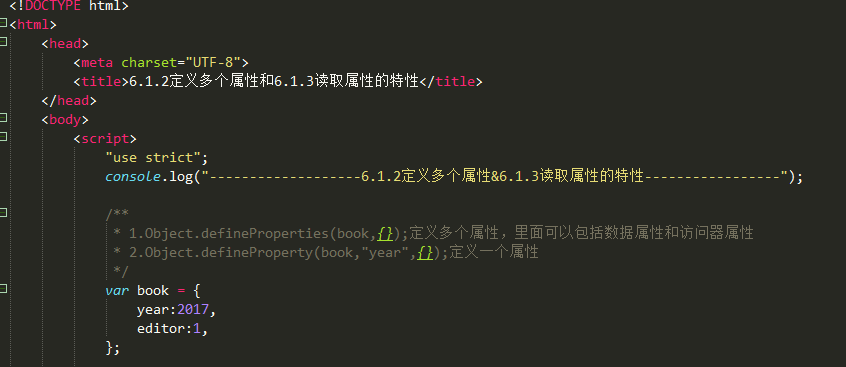 <!DOCTYPE html>
<html>
<head>
<meta charset="UTF-8">
<title>6.1.2定义多个属性和6.1.3读取属性的特性</title>
</head>
<body>
<script>
"use strict";
console.log("-------------------6.1.2定义多个属性&6.1.3读取属性的特性-----------------");
/**
* 1.Object.defineProperties(book,{});定义多个属性，里面可以包括数据属性和访问器属性
* 2.Object.defineProperty(book,"year",{});定义一个属性
*/
var book = {
year:2017,
editor:1,
};